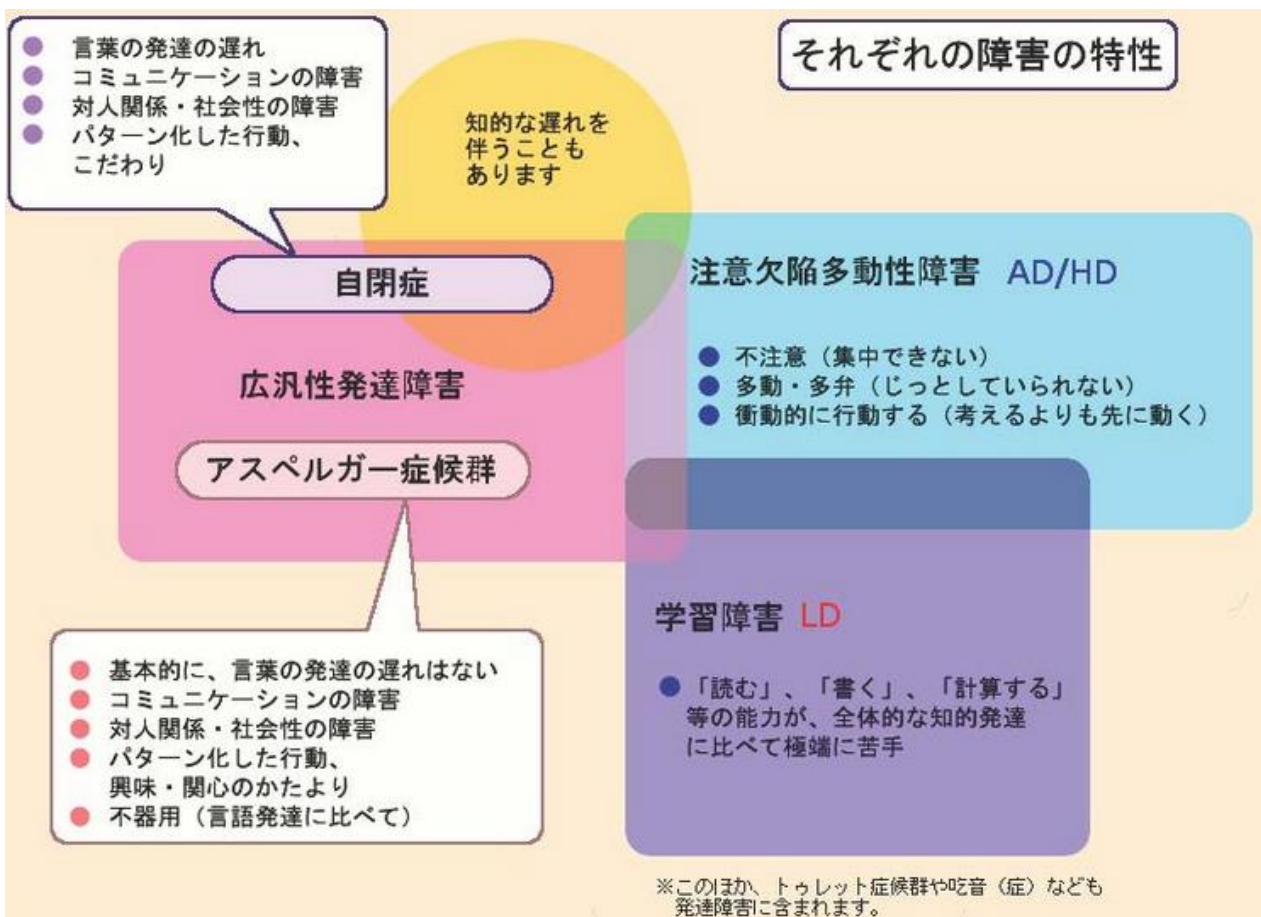 それぞれの障害の特性
● 言葉の発達の遅れ
● コミュニケーションの障害
● 対人関係・社会性の障害
● パターン化した行動、
こだわり
知的な遅れを
伴うことも
あります
自閉症
広汎性発達障害
アスペルガー症候群
● 基本的に、言葉の発達の遅れはない
● コミュニケーションの障害
● 対人関係・社会性の障害
● パターン化した行動、
興味・関心のかたより
● 不器用（言語発達に比べて）
注意欠陥多動性障害 AD/HD
● 不注意（集中できない）
● 多動・多弁（じっとしていられない）
● 衝動的に行動する（考えるよりも先に動く）
学習障害 LD
● 「読む」、「書く」、「計算する」
等の能力が、全体的な知的発達
に比べて極端に苦手
※このほか、トゥレット症候群や吃音（症）なども
発達障害に含まれます。